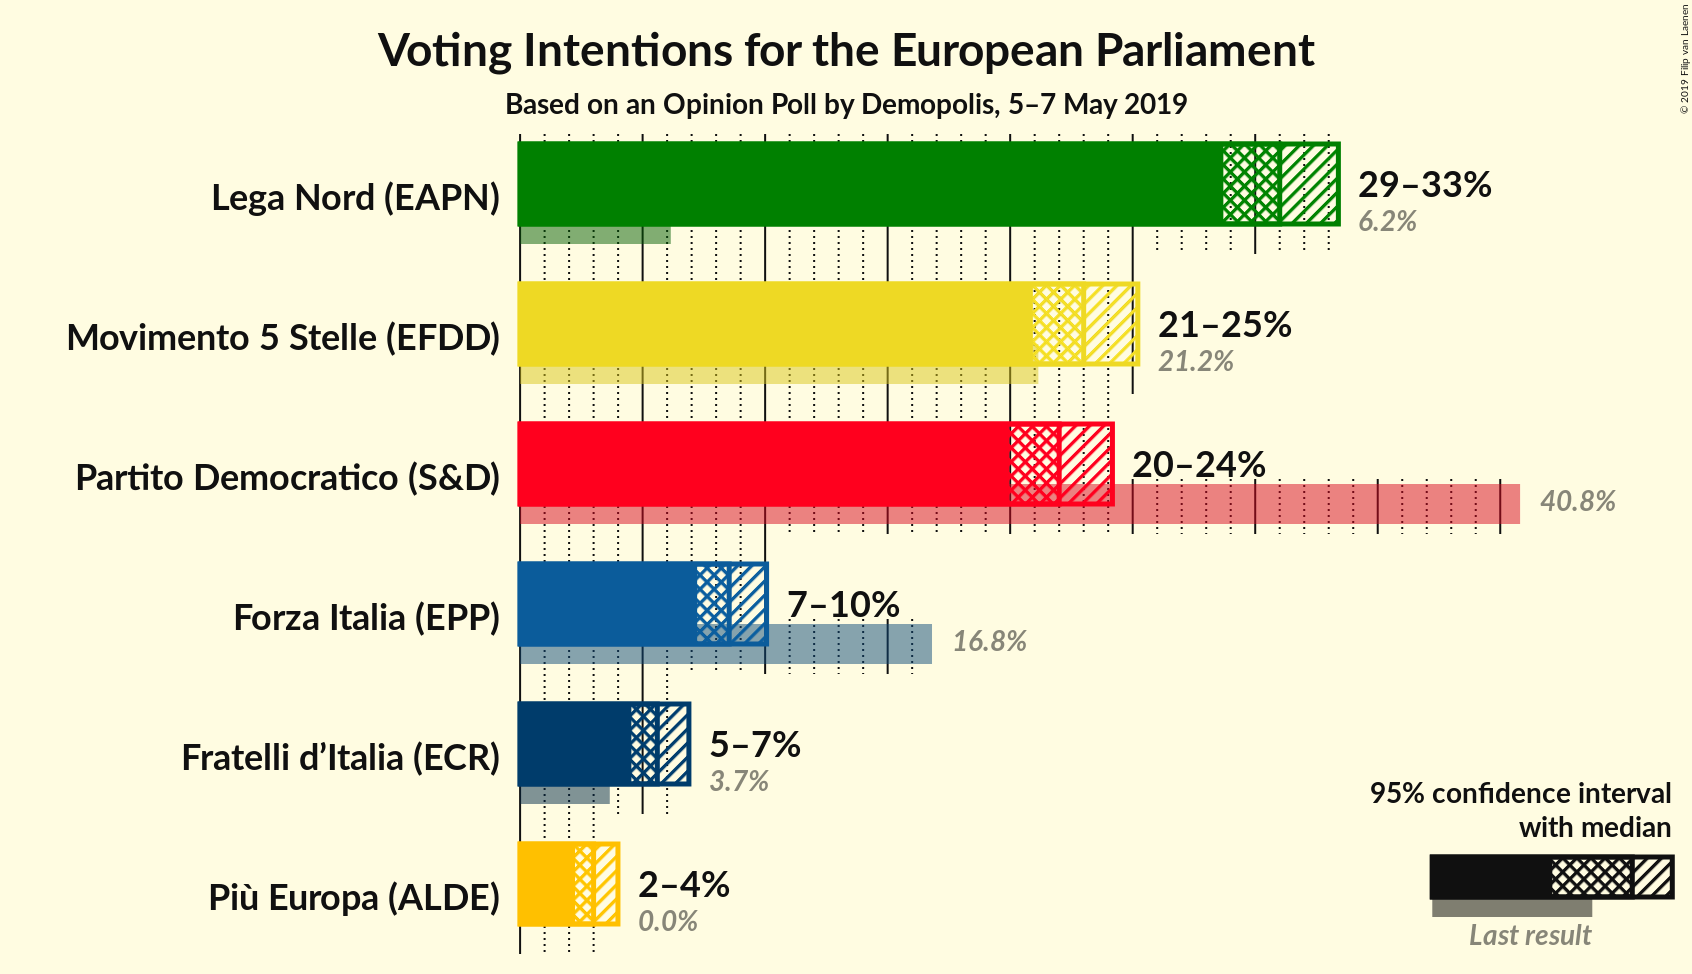 Voting Intentions for the European Parliament
Based on an Opinion Poll by Demopolis, 5–7 May 2019
© 2019 Filip van Laenen
Lega Nord (EAPN)
29–33%
6.2%
Movimento 5 Stelle (EFDD)
21–25%
21.2%
Partito Democratico (S&D)
20–24%
40.8%
Forza Italia (EPP)
7–10%
16.8%
Fratelli d’Italia (ECR)
5–7%
3.7%
Più Europa (ALDE)
2–4%
0.0%
95% confidence interval
with median
Last result